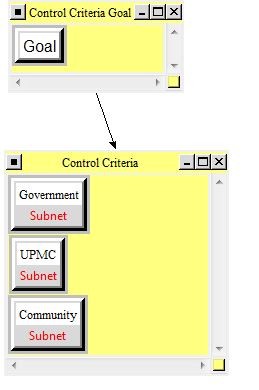 Control Criteria Goal
Goal
Control Criteria
Government
Subnet
UPMC
Subnet
Community
Subnet